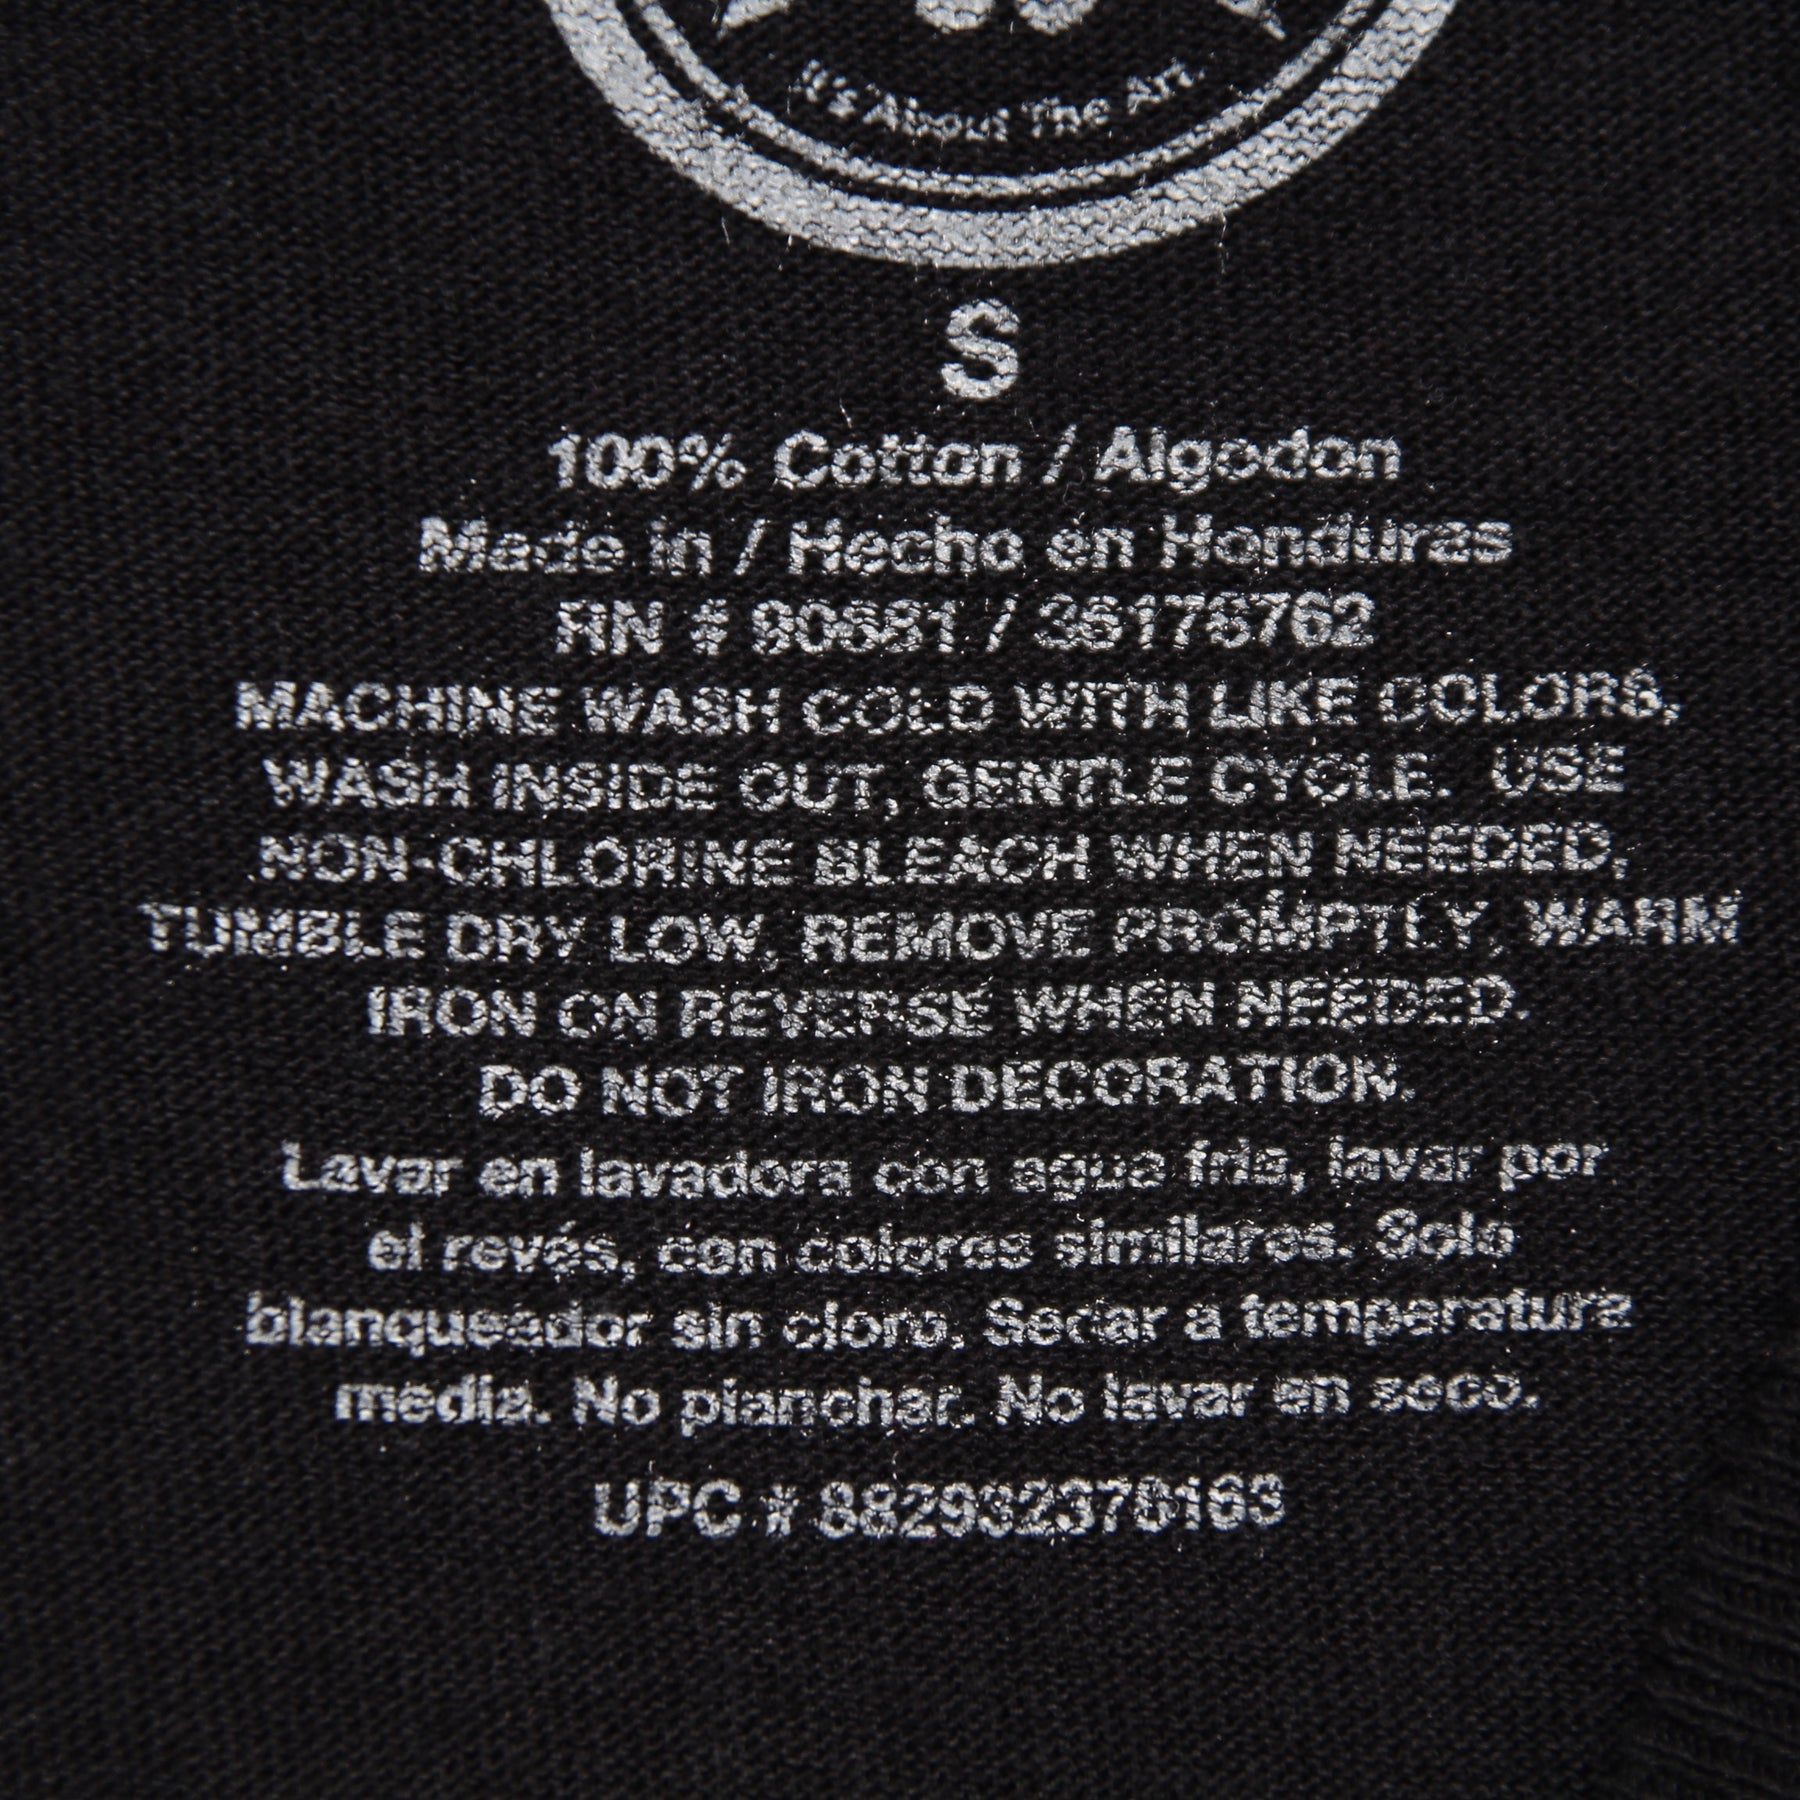 It's About The Art.
S
100% Cotton / Algodon
Made in / Hecho en Honduras
RN # 90681 / 36176762
MACHINE WASH COLD WITH LIKE COLORS,
WASH INSIDE OUT, GENTLE CYCLE. USE
NON-CHLORINE BLEACH WHEN NEEDED,
TUMBLE DRY LOW, REMOVE PROMPTLY, WARM
IRON ON REVERSE WHEN NEEDED.
DO NOT IRON DECORATION.
Lavar en lavadora con agua fria, lavar por
el revés, con colores similares. Solo
blanqueador sin cloro. Secar a temperatura
media. No planchar. No lavar en seco.
UPC # 882932376163